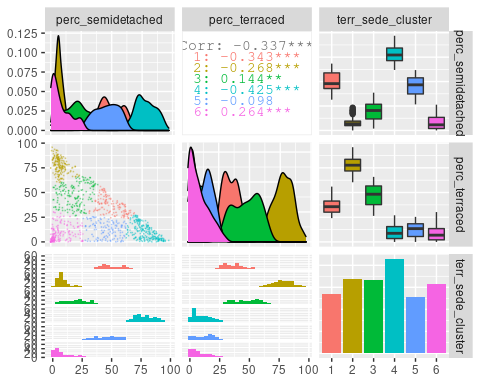 perc_semidetached perc_terraced terr_sede_cluster
0.125
0.100
0.075
0.050
0.025
0.000
Corr: -0.337***
1: -0.343***
2: -0.268***
3: 0.144**
4: -0.425***
5: -0.098
6: 0.264***
perc_semidetached
100
75
50
25
0
perc_terraced
terr_sede_cluster
0 25 50 75 100
0 25 50 75 100
1 2 3 4 5 6